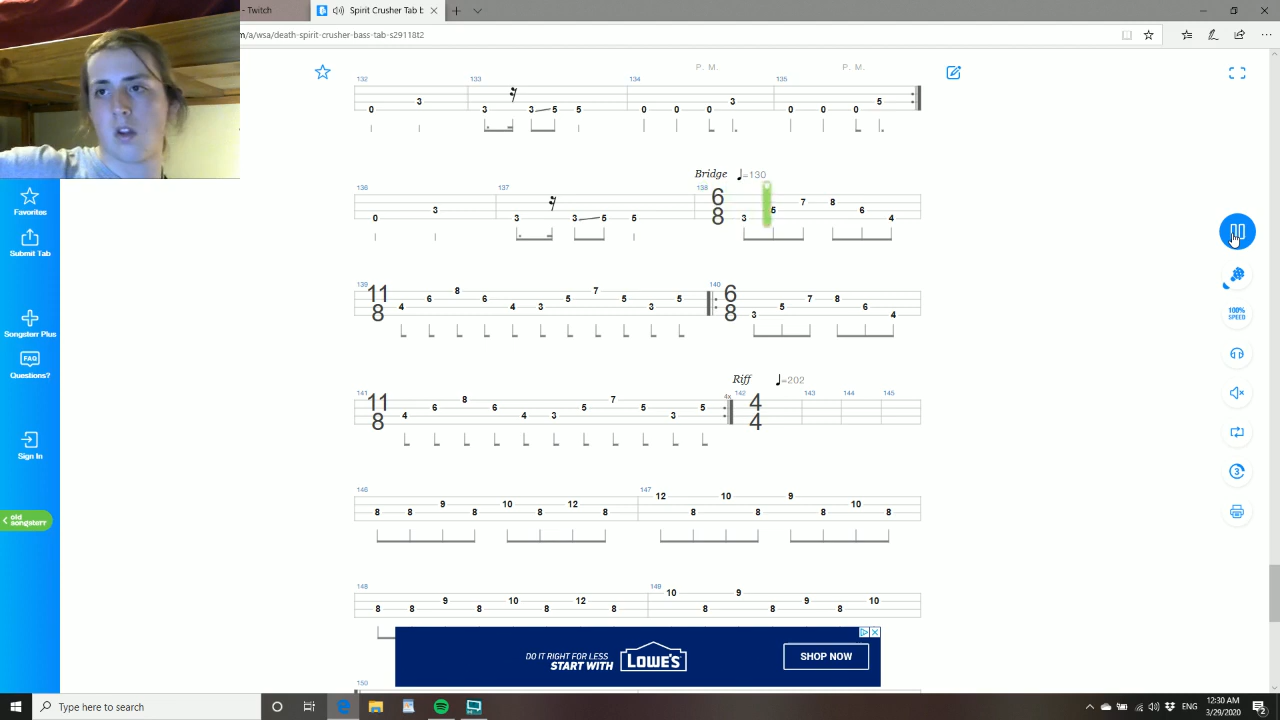 - Twitch
Spirit Crusher Tab b
m/a/wsa/death-spirit-crusher-bass-tab-s29118t2
P. M.
P. M.
132 133 134 135
0 3 3 3 5 5 0 0 0 3 0 0 0 5
Bridge ♩=130
136 137 138
6
8
0 3 3 3 5 5 3 5 7 8 6 4
139 140
11
8
6
8
4 6 8 6 4 3 5 7 5 3 5 3 5 7 8 6 4
Riff ♩=202
141 4x 142 143 144 145
11
8
4
4
4 6 8 6 4 3 5 7 5 3 5
146 147
8 8 9 8 10 8 12 8 12 8 10 8 9 8 10 8
148 149
8 8 9 8 10 8 12 8 10 8 9 8 9 8 10
150
Favorites
Submit Tab
Songsterr Plus
FAQ
Questions?
Sign In
old
songsterr
100%
SPEED
3
DO IT RIGHT FOR LESS
START WITH
LOWE'S
SHOP NOW
Type here to search
ENG
12:30 AM
3/29/2020
2